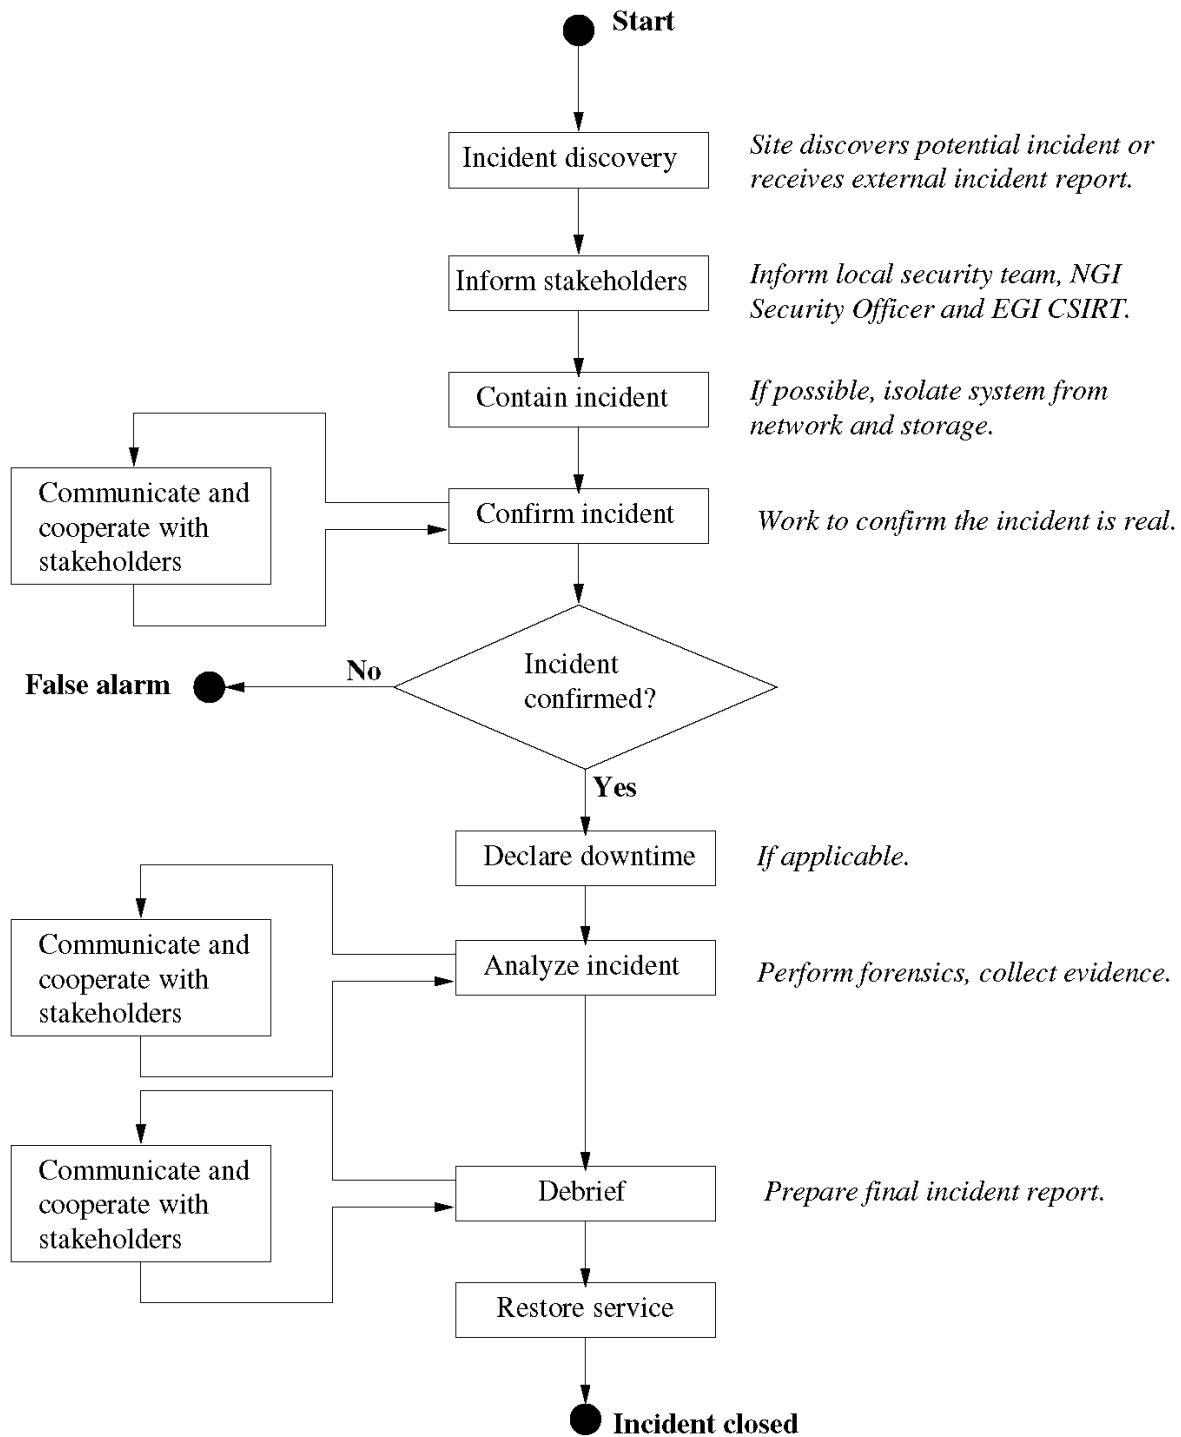 Start
Incident discovery
Site discovers potential incident or
receives external incident report.
Inform stakeholders
Inform local security team, NGI
Security Officer and EGI CSIRT.
Contain incident
If possible, isolate system from
network and storage.
Communicate and
cooperate with
stakeholders
Confirm incident
Work to confirm the incident is real.
Incident
confirmed?
No
False alarm
Yes
Declare downtime
If applicable.
Communicate and
cooperate with
stakeholders
Analyze incident
Perform forensics, collect evidence.
Communicate and
cooperate with
stakeholders
Debrief
Prepare final incident report.
Restore service
Incident closed